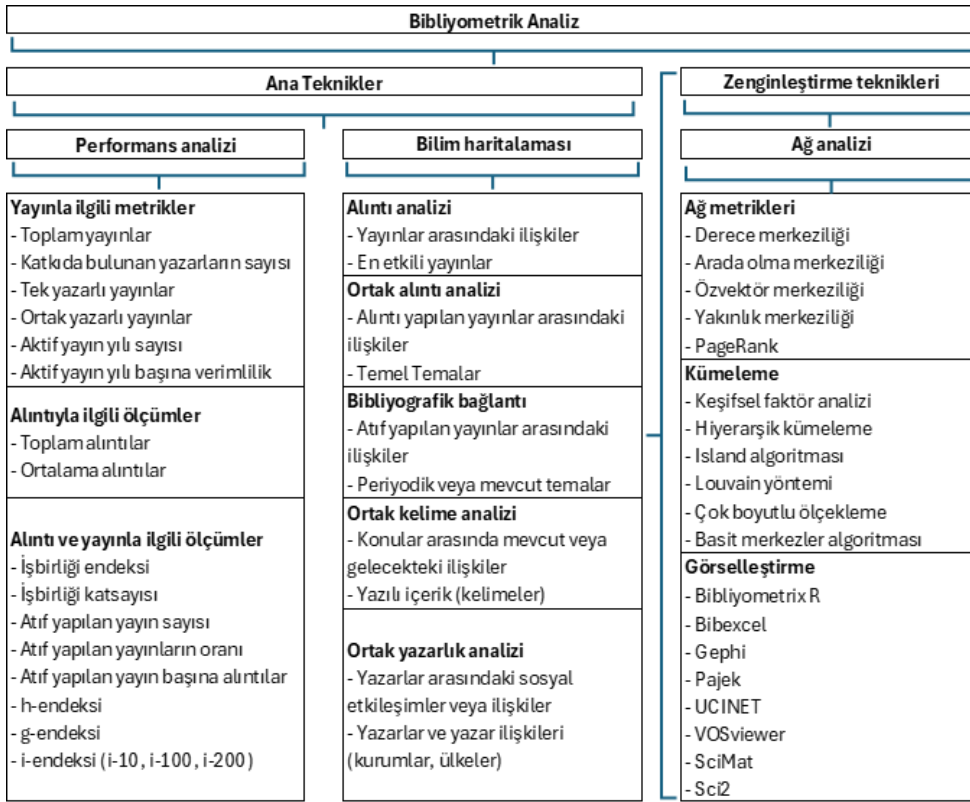 Bibliyometrik Analiz
Ana Teknikler
Zenginleştirme teknikleri
Performans analizi
Bilim haritalaması
Ağ analizi
Yayınla ilgili metrikler
- Toplam yayınlar
- Katkıda bulunan yazarların sayısı
- Tek yazarlı yayınlar
- Ortak yazarlı yayınlar
- Aktif yayın yılı sayısı
- Aktif yayın yılı başına verimlilik
Alıntıyla ilgili ölçümler
- Toplam alıntılar
- Ortalama alıntılar
Alıntı ve yayınla ilgili ölçümler
- İşbirliği endeksi
- İşbirliği katsayısı
- Atıf yapılan yayın sayısı
- Atıf yapılan yayınların oranı
- Atıf yapılan yayın başına alıntılar
- h-endeksi
- g-endeksi
- i-endeksi (i-10, i-100, i-200)
Alıntı analizi
- Yayınlar arasındaki ilişkiler
- En etkili yayınlar
Ortak alıntı analizi
- Alıntı yapılan yayınlar arasındaki
ilişkiler
- Temel Temalar
Bibliyografik bağlantı
- Atıf yapılan yayınlar arasındaki
ilişkiler
- Periyodik veya mevcut temalar
Ortak kelime analizi
- Konular arasında mevcut veya
gelecekteki ilişkiler
- Yazılı içerik (kelimeler)
Ortak yazarlık analizi
- Yazarlar arasındaki sosyal
etkileşimler veya ilişkiler
- Yazarlar ve yazar ilişkileri
(kurumlar, ülkeler)
Ağ metrikleri
- Derece merkeziliği
- Arada olma merkeziliği
- Özvektör merkeziliği
- Yakınlık merkeziliği
- PageRank
Kümeleme
- Keşifsel faktör analizi
- Hiyerarşik kümeleme
- Island algoritması
- Louvain yöntemi
- Çok boyutlu ölçekleme
- Basit merkezler algoritması
Görselleştirme
- Bibliyometrix R
- Bibexcel
- Gephi
- Pajek
- UCINET
- VOSviewer
- SciMat
- Sci2